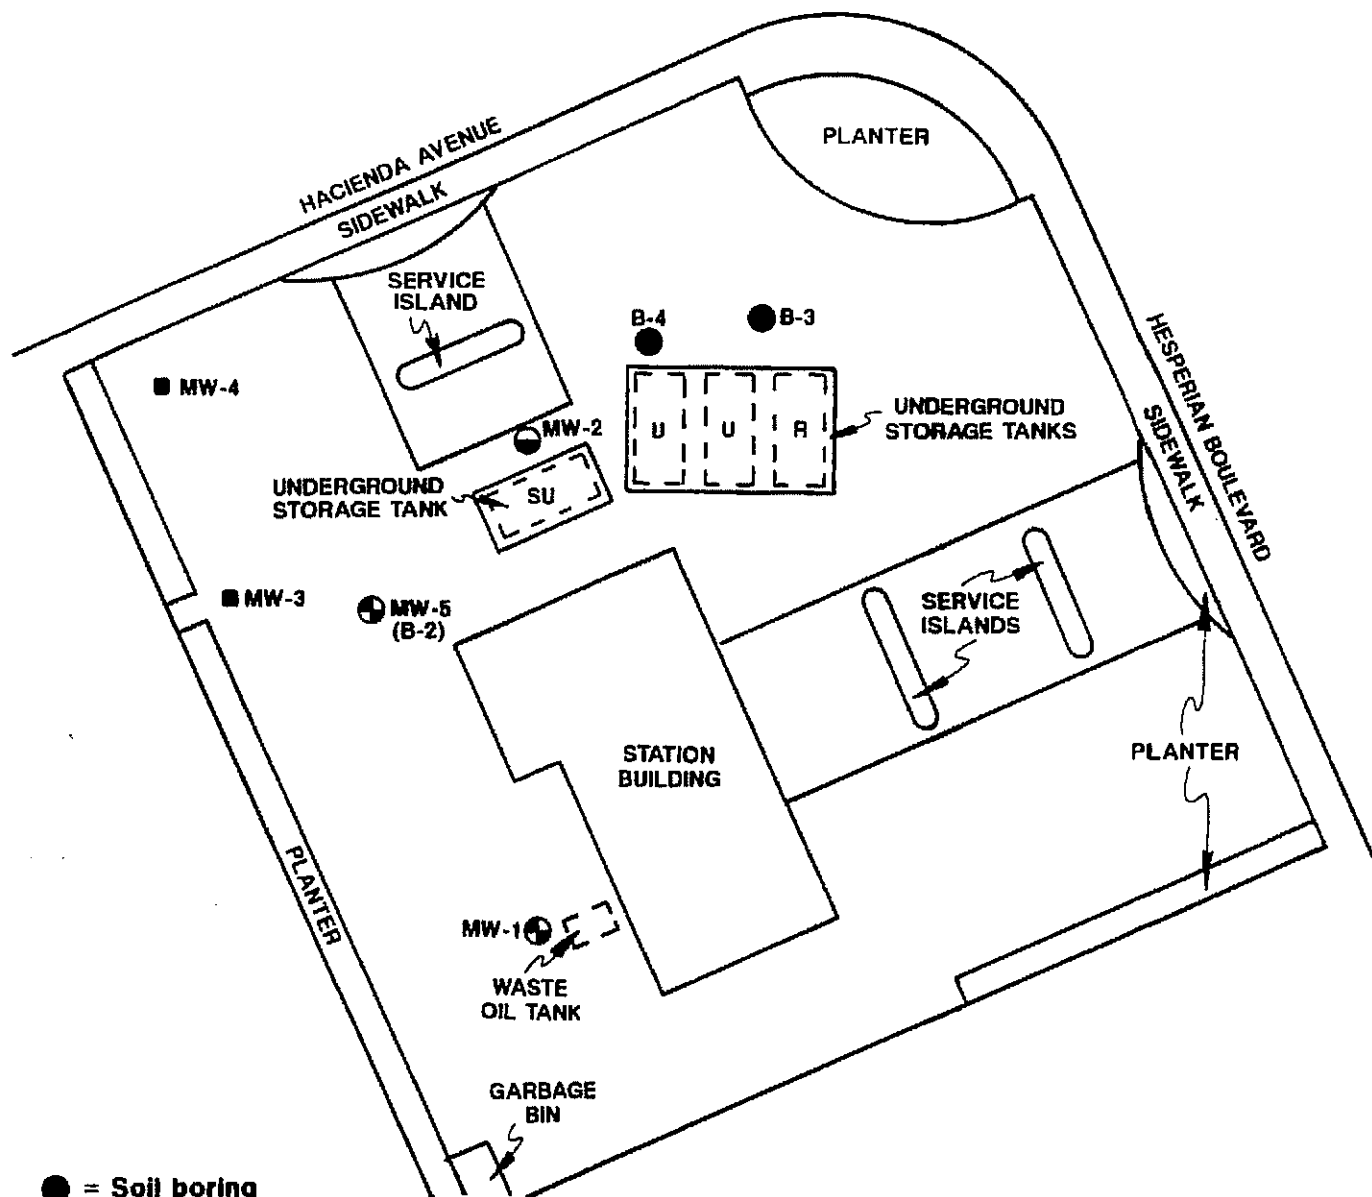 HACIENDA AVENUE
SIDEWALK
PLANTER
SERVICE
ISLAND
B-4
B-3
MW-4
HESPERIAN BOULEVARD
SIDEWALK
MW-2
U
U
R
UNDERGROUND
STORAGE TANKS
UNDERGROUND
STORAGE TANK
SU
MW-3
MW-5
(B-2)
SERVICE
ISLANDS
STATION
BUILDING
PLANTER
PLANTER
MW-1
WASTE
OIL TANK
GARBAGE
BIN
= Soil boring